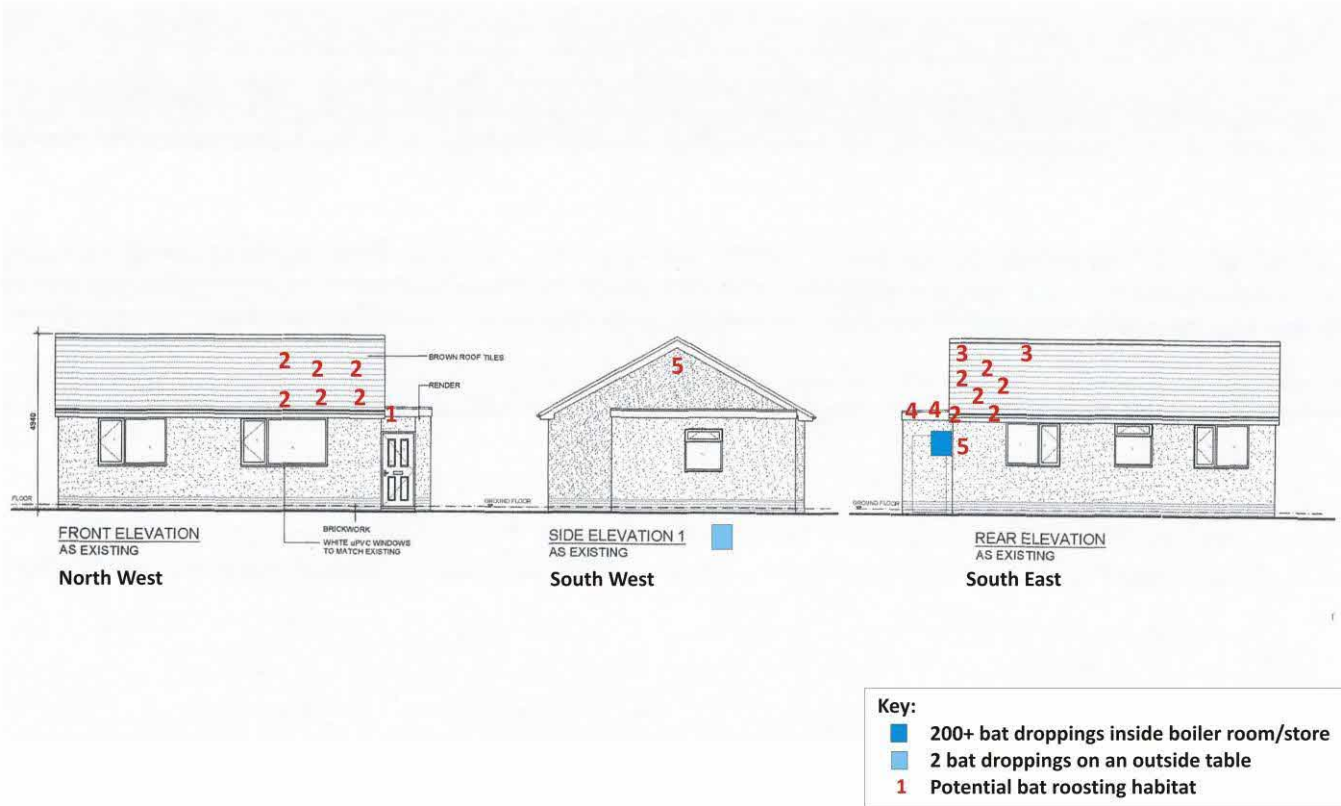 2
2
2
2
2
2
1
4940
BROWN ROOF TILES
RENDER
FLOOR
BRICKWORK
WHITE uPVC WINDOWS
TO MATCH EXISTING
FRONT ELEVATION
AS EXISTING
North West
5
GROUND FLOOR
SIDE ELEVATION 1
AS EXISTING
South West
3 3
2
2
2
2
4 4 2 2
5
GROUND FLOOR
REAR ELEVATION
AS EXISTING
South East
Key:
200+ bat droppings inside boiler room/store
2 bat droppings on an outside table
1 Potential bat roosting habitat